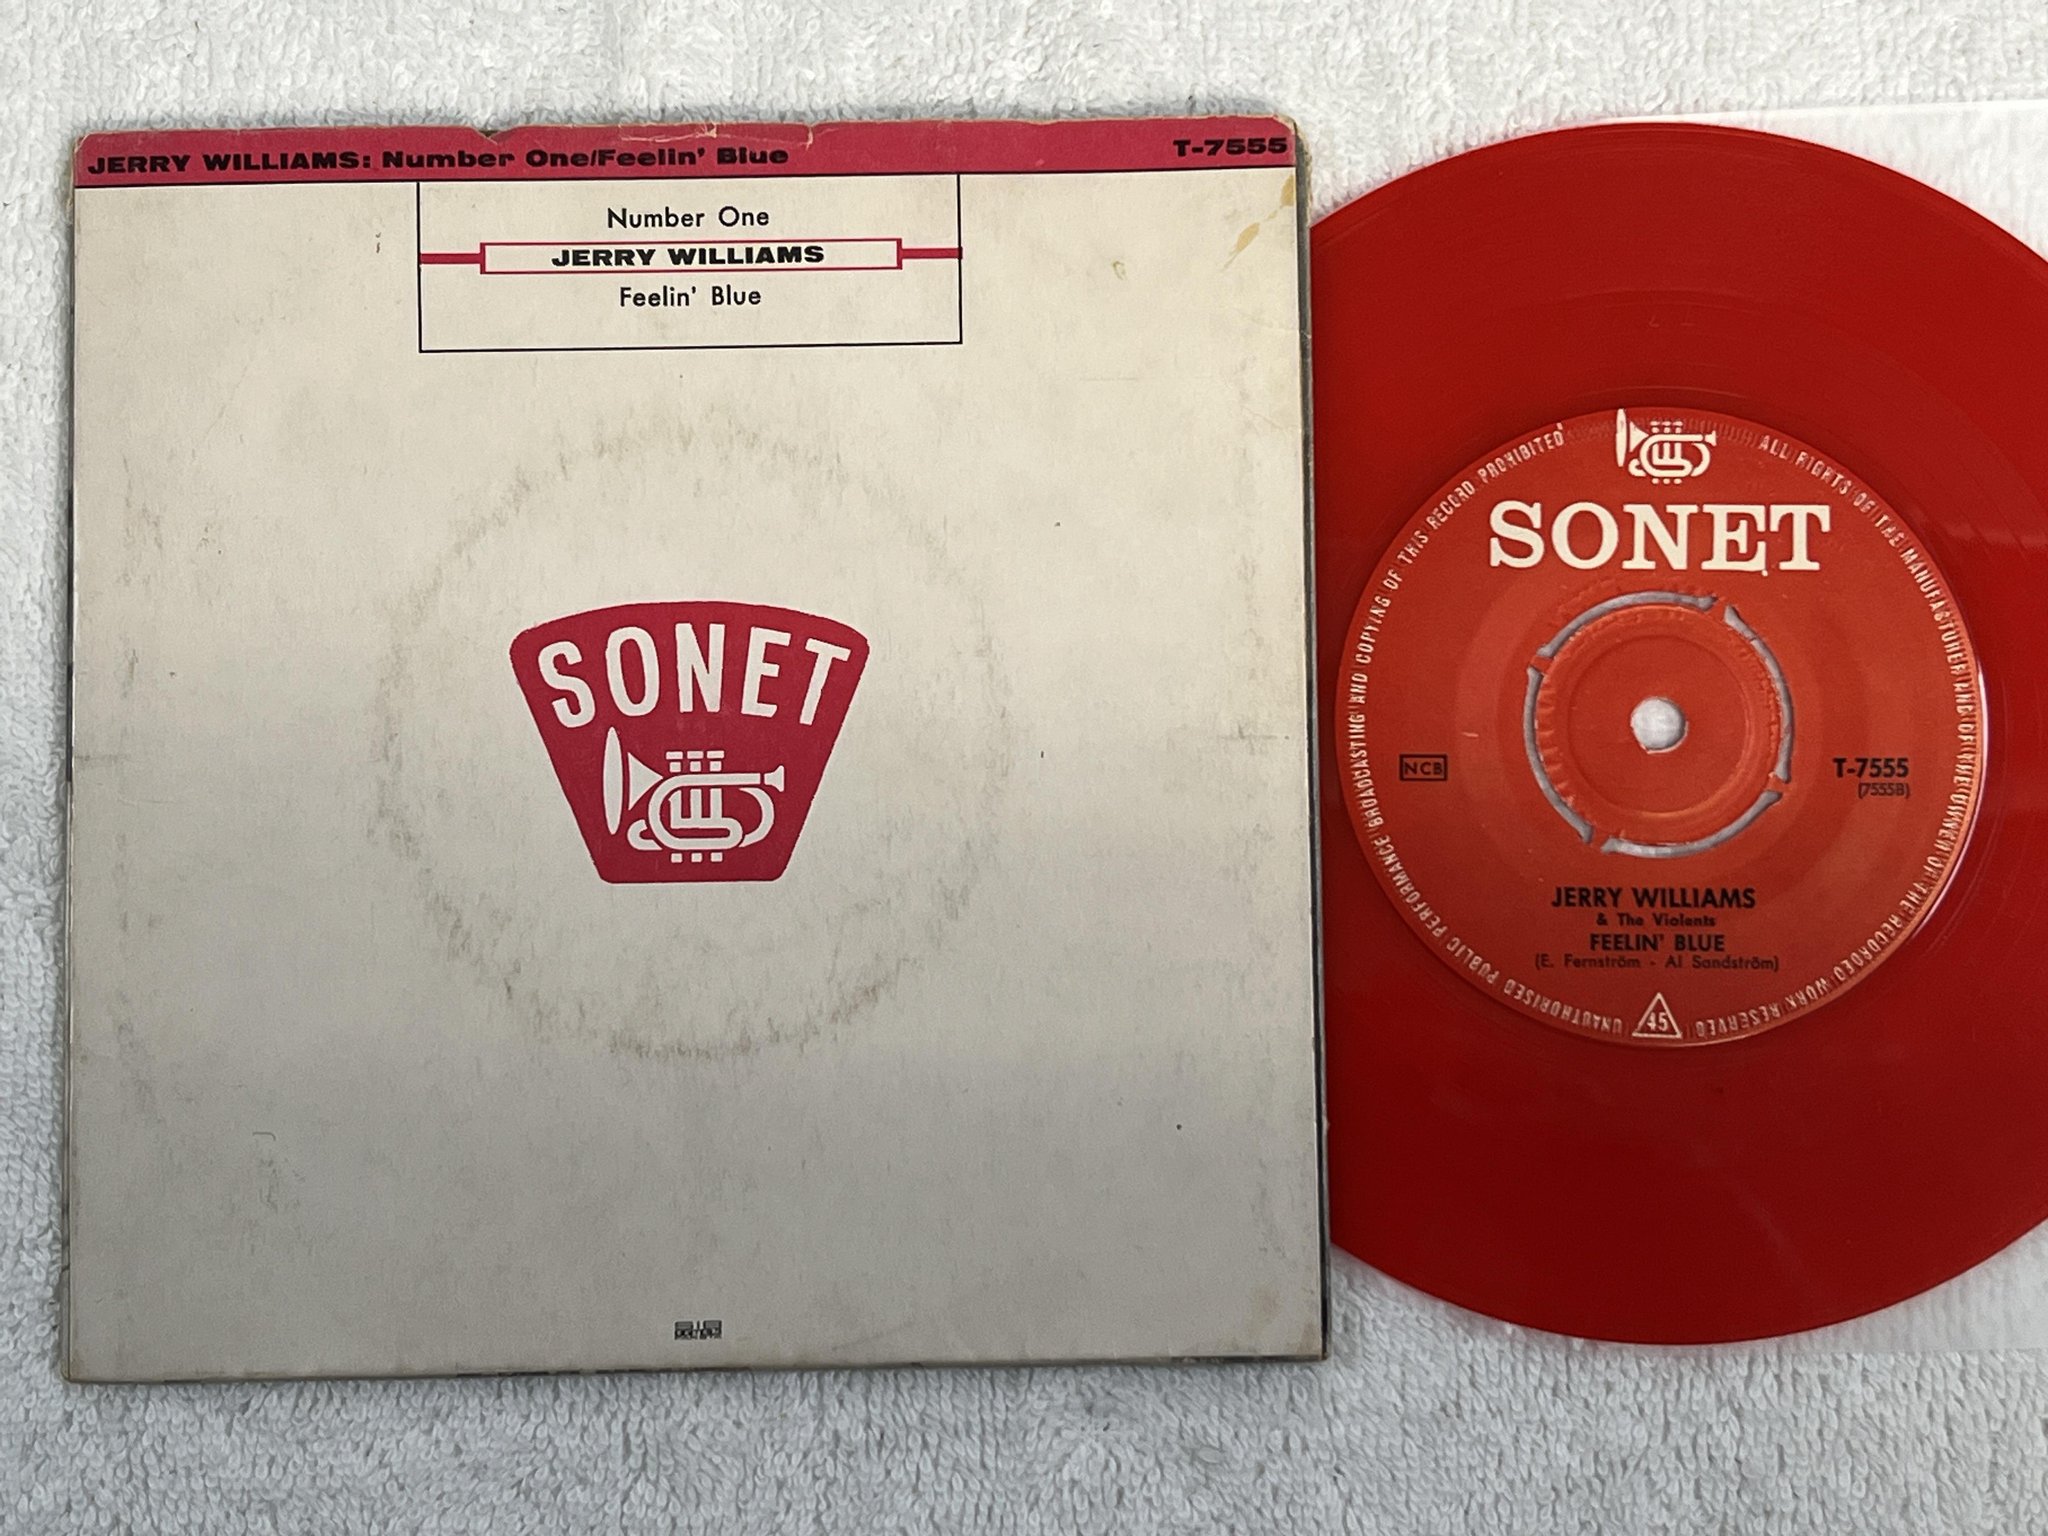 JERRY WILLIAMS: Number One/Feelin' Blue
T-7555
Number One
JERRY WILLIAMS
Feelin' Blue
SONET
ALL RIGHTS OF THE MANUFACTURER AND OF THE OWNER OF THE RECORDED WORK RESERVED
UNAUTHORISED PUBLIC PERFORMANCE BROADCASTING AND COPYING OF THIS RECORD PROHIBITED
SONET
NCB
T-7555
(7555B)
JERRY WILLIAMS
& The Violents
FEELIN' BLUE
(E. Fernström - Al Sandström)
45